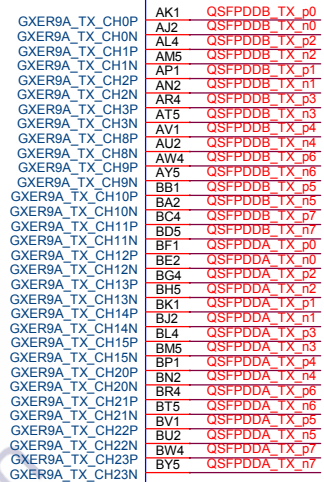 GXER9A_TX_CH0P AK1 QSFPDDB_TX_p0
GXER9A_TX_CH0N AJ2 QSFPDDB_TX_n0
GXER9A_TX_CH1P AL4 QSFPDDB_TX_p2
GXER9A_TX_CH1N AM5 QSFPDDB_TX_n2
GXER9A_TX_CH2P AP1 QSFPDDB_TX_p1
GXER9A_TX_CH2N AN2 QSFPDDB_TX_n1
GXER9A_TX_CH3P AR4 QSFPDDB_TX_p3
GXER9A_TX_CH3N AT5 QSFPDDB_TX_n3
GXER9A_TX_CH8P AV1 QSFPDDB_TX_p4
GXER9A_TX_CH8N AU2 QSFPDDB_TX_n4
GXER9A_TX_CH9P AW4 QSFPDDB_TX_p6
GXER9A_TX_CH9N AY5 QSFPDDB_TX_n6
GXER9A_TX_CH10P BB1 QSFPDDB_TX_p5
GXER9A_TX_CH10N BA2 QSFPDDB_TX_n5
GXER9A_TX_CH11P BC4 QSFPDDB_TX_p7
GXER9A_TX_CH11N BD5 QSFPDDB_TX_n7
GXER9A_TX_CH12P BF1 QSFPDDA_TX_p0
GXER9A_TX_CH12N BE2 QSFPDDA_TX_n0
GXER9A_TX_CH13P BG4 QSFPDDA_TX_p2
GXER9A_TX_CH13N BH5 QSFPDDA_TX_n2
GXER9A_TX_CH14P BK1 QSFPDDA_TX_p1
GXER9A_TX_CH14N BJ2 QSFPDDA_TX_n1
GXER9A_TX_CH15P BL4 QSFPDDA_TX_p3
GXER9A_TX_CH15N BM5 QSFPDDA_TX_n3
GXER9A_TX_CH20P BP1 QSFPDDA_TX_p4
GXER9A_TX_CH20N BN2 QSFPDDA_TX_n4
GXER9A_TX_CH21P BR4 QSFPDDA_TX_p6
GXER9A_TX_CH21N BT5 QSFPDDA_TX_n6
GXER9A_TX_CH22P BV1 QSFPDDA_TX_p5
GXER9A_TX_CH22N BU2 QSFPDDA_TX_n5
GXER9A_TX_CH23P BW4 QSFPDDA_TX_p7
GXER9A_TX_CH23N BY5 QSFPDDA_TX_n7